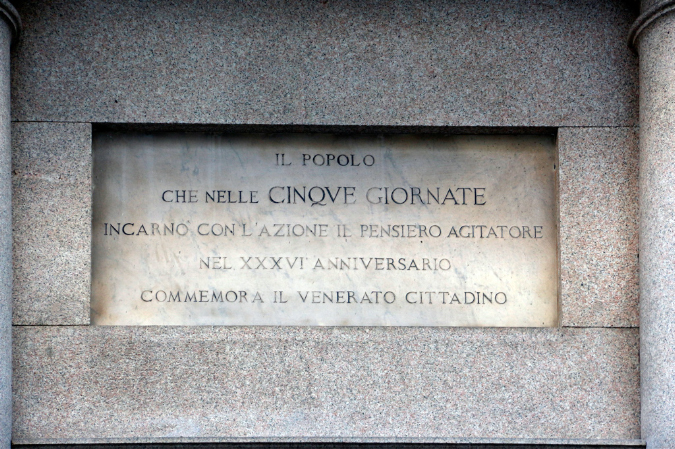 IL POPOLO
CHE NELLE CINQVE GIORNATE
INCARNÒ CON L'AZIONE IL PENSIERO AGITATORE
NEL XXXVI ANNIVERSARIO
COMMEMORA IL VENERATO CITTADINO